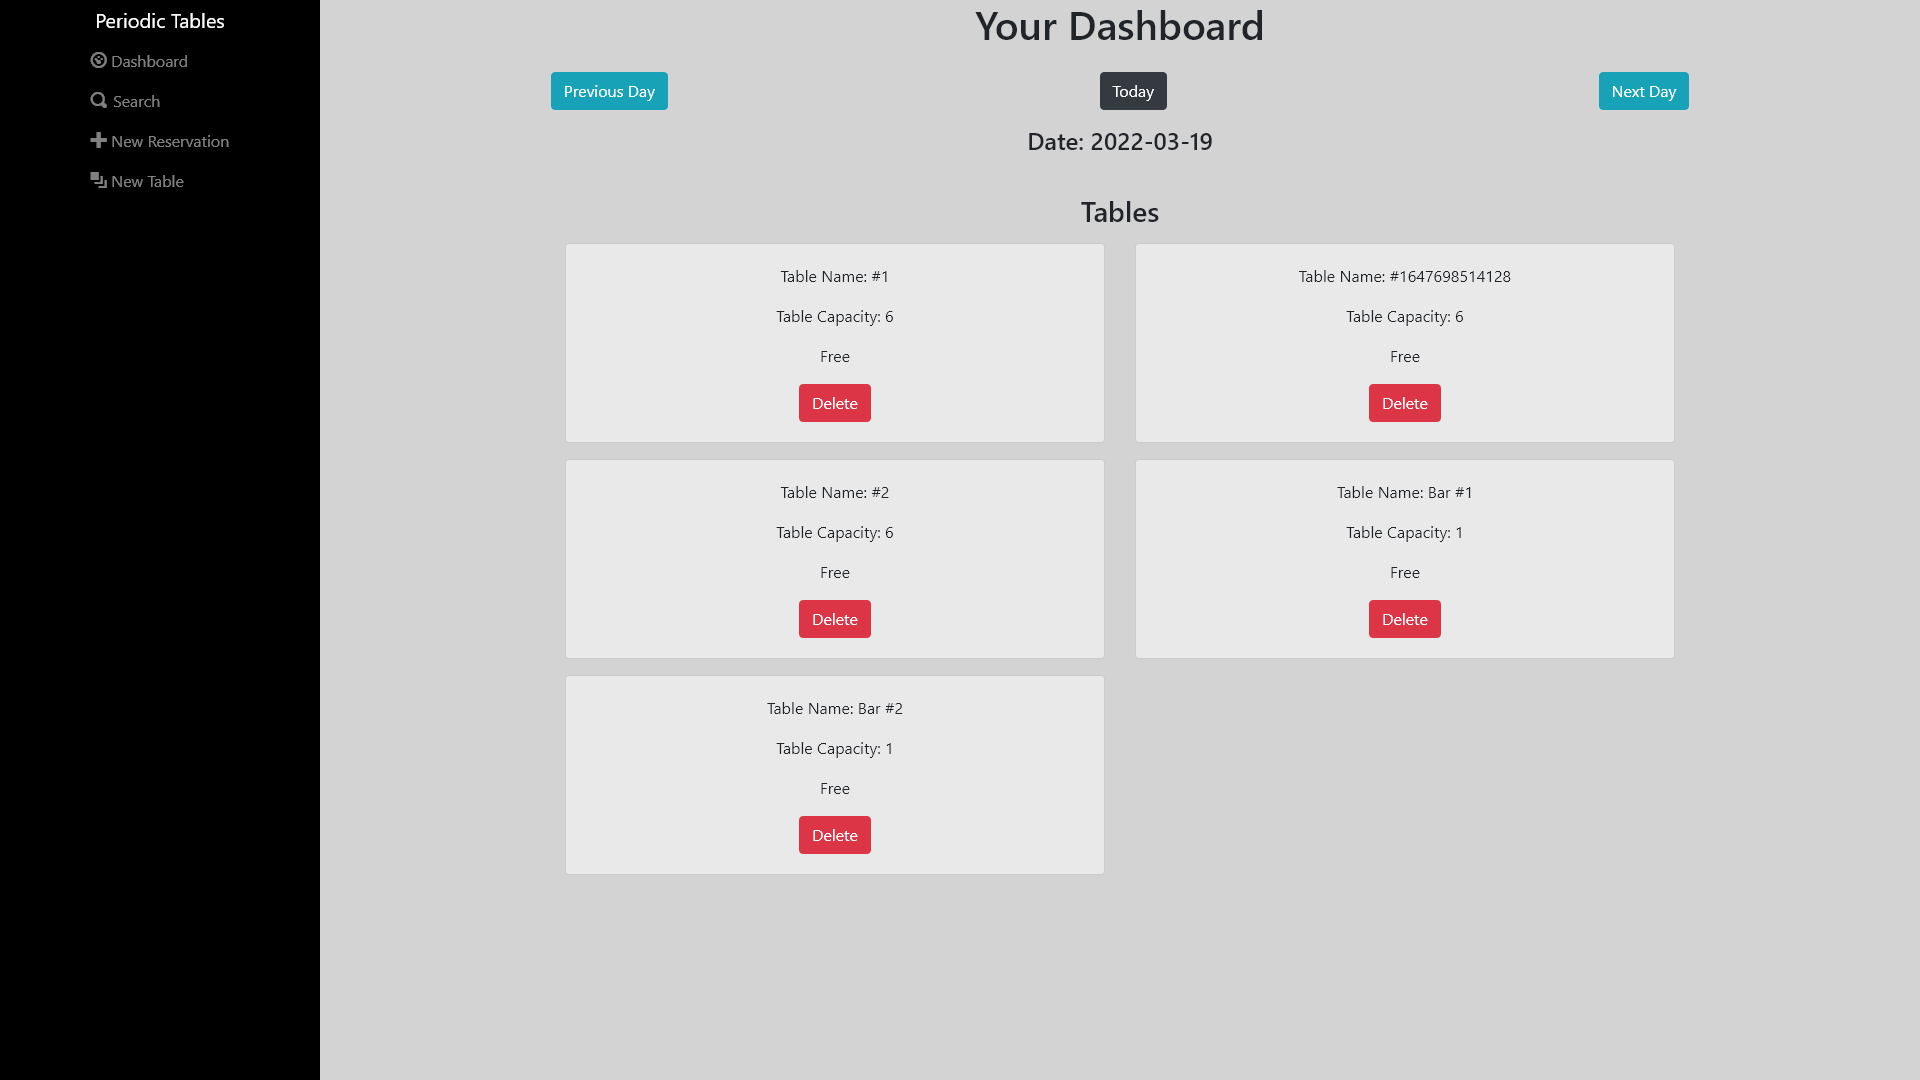 Periodic Tables
Dashboard
Search
New Reservation
New Table
Your Dashboard
Previous Day
Today
Next Day
Date: 2022-03-19
Tables
Table Name: #1
Table Capacity: 6
Free
Delete
Table Name: #1647698514128
Table Capacity: 6
Free
Delete
Table Name: #2
Table Capacity: 6
Free
Delete
Table Name: Bar #1
Table Capacity: 1
Free
Delete
Table Name: Bar #2
Table Capacity: 1
Free
Delete